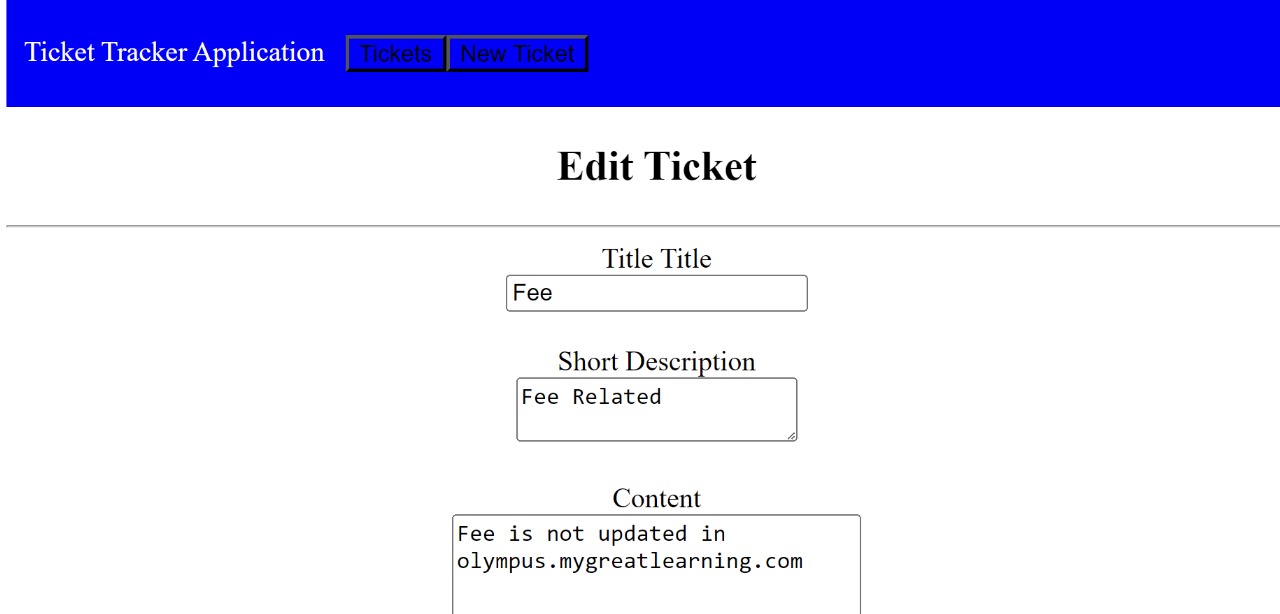 Ticket Tracker Application Tickets New Ticket
Edit Ticket
Title Title
Fee
Short Description
Fee Related
Content
Fee is not updated in
olympus.mygreatlearning.com